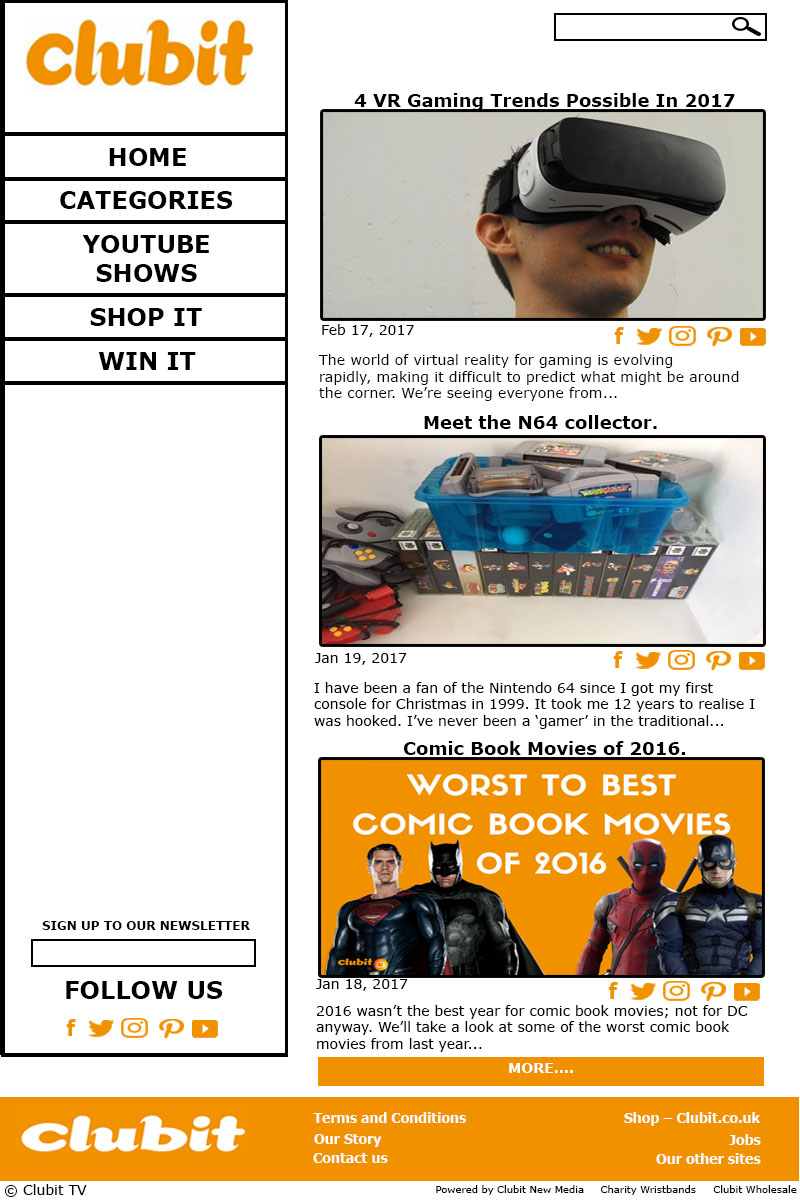 clubit
HOME
CATEGORIES
YOUTUBE
SHOWS
SHOP IT
WIN IT
SIGN UP TO OUR NEWSLETTER
FOLLOW US
4 VR Gaming Trends Possible In 2017
Feb 17, 2017
The world of virtual reality for gaming is evolving
rapidly, making it difficult to predict what might be around
the corner. We’re seeing everyone from...
Meet the N64 collector.
Jan 19, 2017
I have been a fan of the Nintendo 64 since I got my first
console for Christmas in 1999. It took me 12 years to realise I
was hooked. I’ve never been a ‘gamer’ in the traditional...
Comic Book Movies of 2016.
WORST TO BEST
COMIC BOOK MOVIES
OF 2016
clubit
Jan 18, 2017
2016 wasn’t the best year for comic book movies; not for DC
anyway. We’ll take a look at some of the worst comic book
movies from last year...
MORE....
clubit
Terms and Conditions
Our Story
Contact us
Shop – Clubit.co.uk
Jobs
Our other sites
© Clubit TV
Powered by Clubit New Media Charity Wristbands Clubit Wholesale